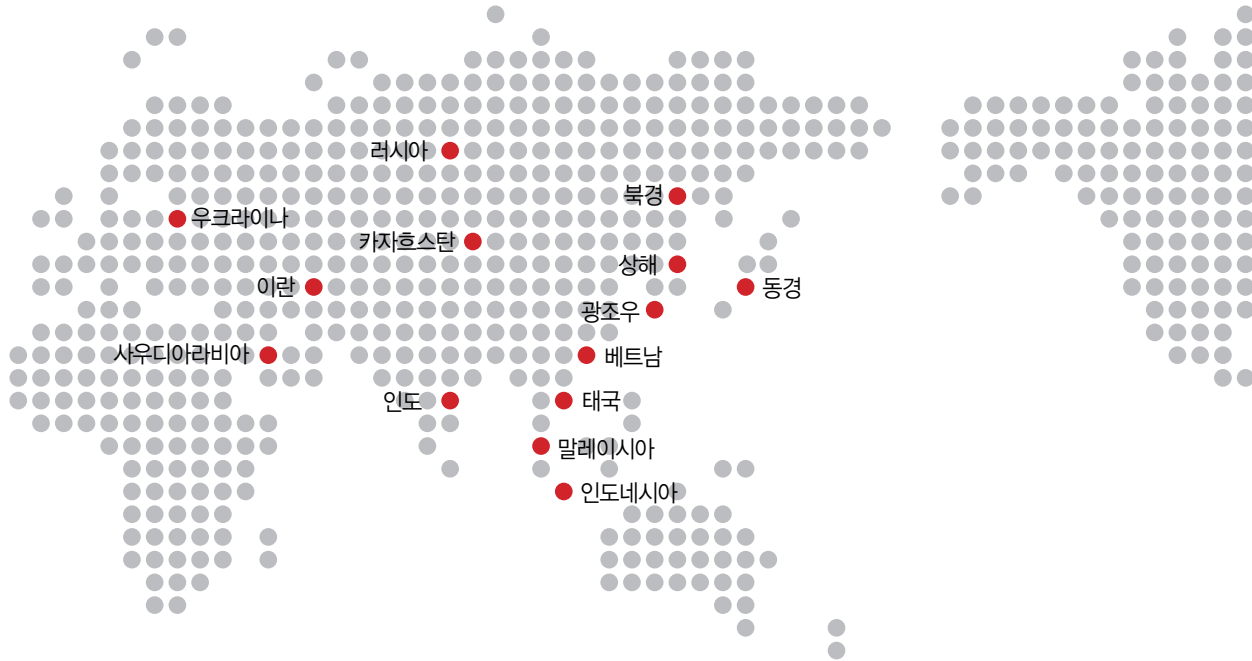 러시아
북경
우크라이나
카자흐스탄
상해
이란
동경
광조우
사우디아라비아
베트남
인도
태국
말레이시아
인도네시아